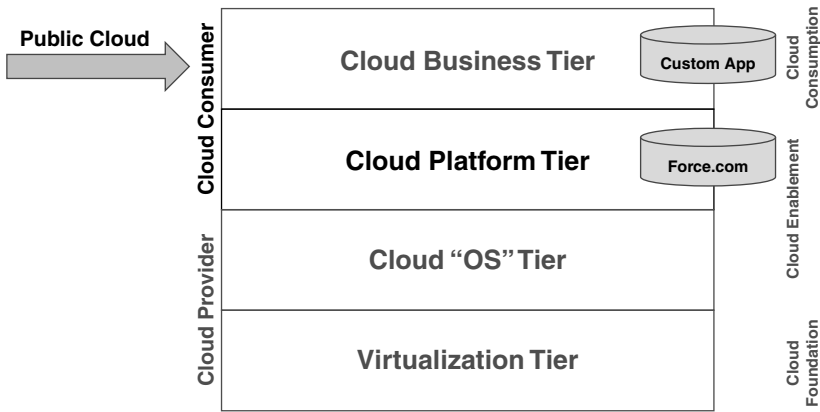 Public Cloud
Cloud Consumer
Cloud Business Tier
Custom App
Cloud
Consumption
Cloud Platform Tier
Force.com
Cloud Enablement
Cloud Provider
Cloud “OS” Tier
Virtualization Tier
Cloud
Foundation